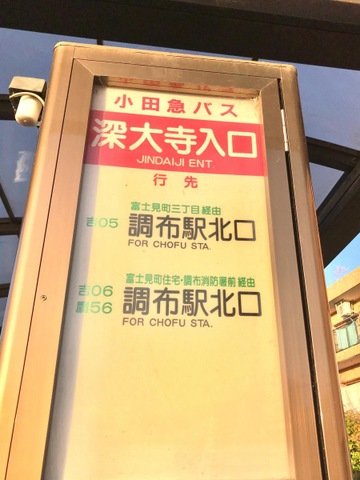 小田急バス
深大寺入口
JINDAIJI ENT
行先
富士見町三丁目経由
吉05 調布駅北口
FOR CHOFU STA.
富士見町住宅・調布消防署前経由
吉06 調布駅北口
鷹56
FOR CHOFU STA.